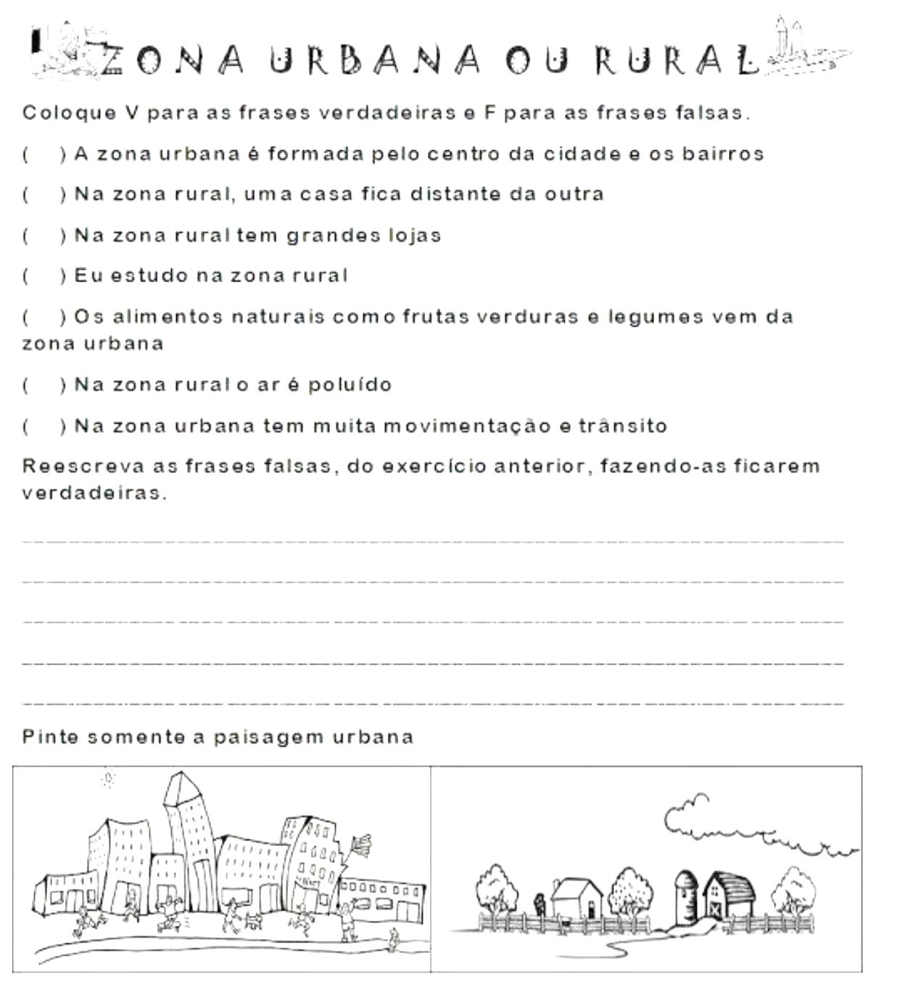 ZONA URBANA OU RURAL
Coloque V para as frases verdadeiras e F para as frases falsas.
(    ) A zona urbana é formada pelo centro da cidade e os bairros
(    ) Na zona rural, uma casa fica distante da outra
(    ) Na zona rural tem grandes lojas
(    ) Eu estudo na zona rural
(    ) Os alimentos naturais como frutas verduras e legumes vem da
zona urbana
(    ) Na zona rural o ar é poluído
(    ) Na zona urbana tem muita movimentação e trânsito
Reescreva as frases falsas, do exercício anterior, fazendo-as ficarem
verdadeiras.
Pinte somente a paisagem urbana